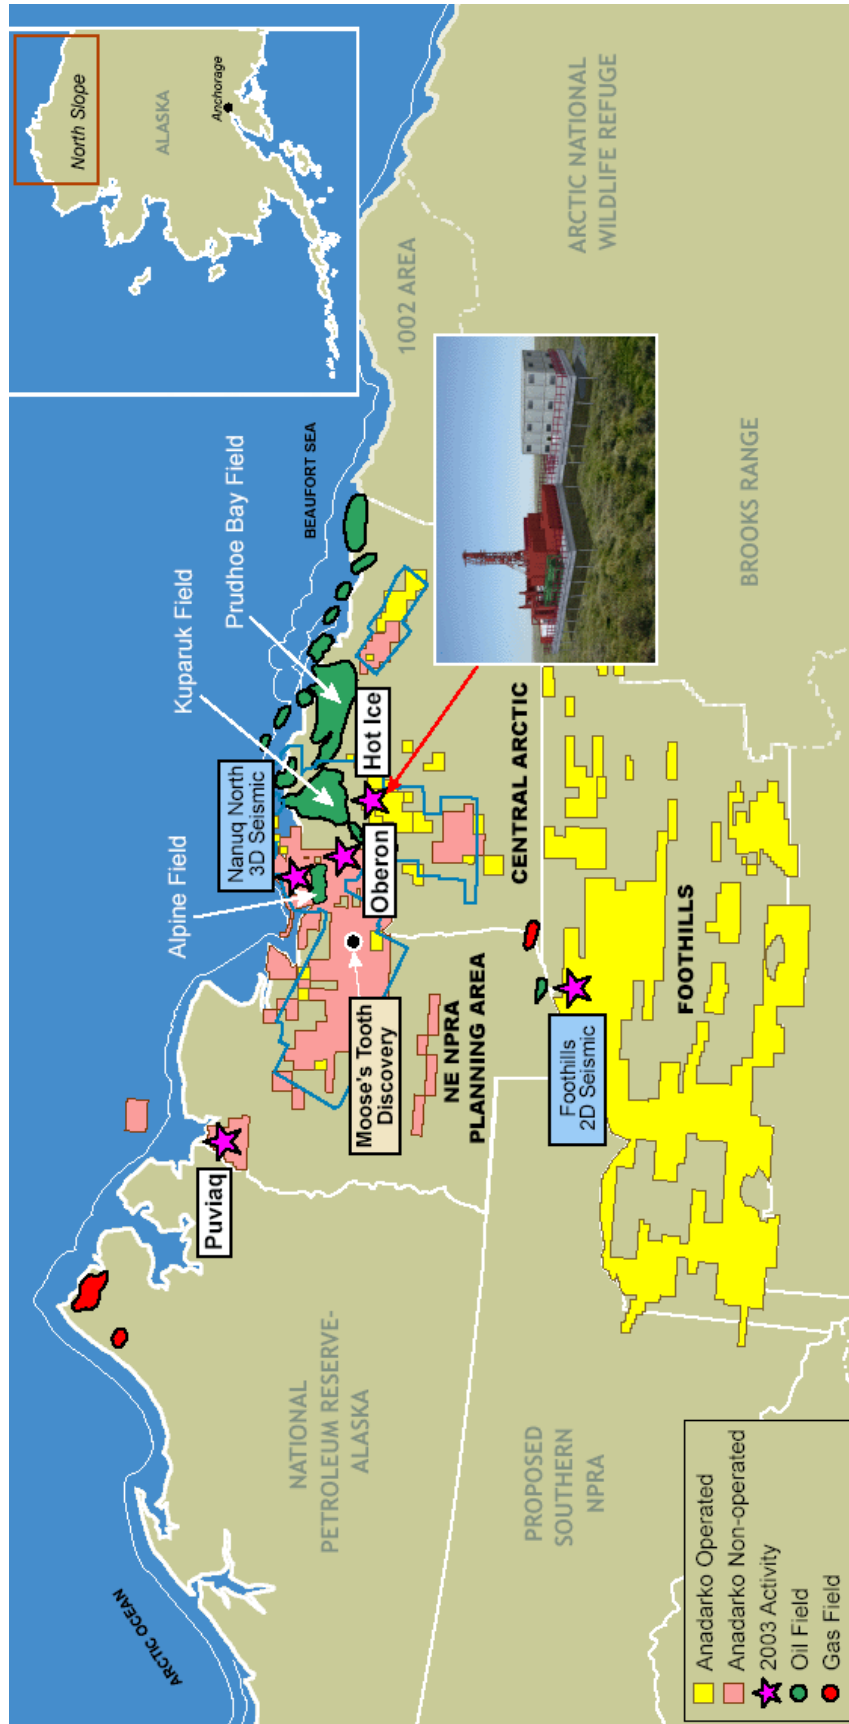 North Slope
ALASKA
Anchorage
ARCTIC OCEAN
BEAUFORT SEA
Alpine Field
Kuparuk Field
Prudhoe Bay Field
Nanuq North
3D Seismic
Puviaq
Hot Ice
Oberon
Moose's Tooth
Discovery
1002 AREA
ARCTIC NATIONAL
WILDLIFE REFUGE
NATIONAL
PETROLEUM RESERVE-
ALASKA
NE NPRA
PLANNING AREA
CENTRAL ARCTIC
Foothills
2D Seismic
FOOTHILLS
PROPOSED
SOUTHERN
NPRA
BROOKS RANGE
Anadarko Operated
Anadarko Non-operated
2003 Activity
Oil Field
Gas Field